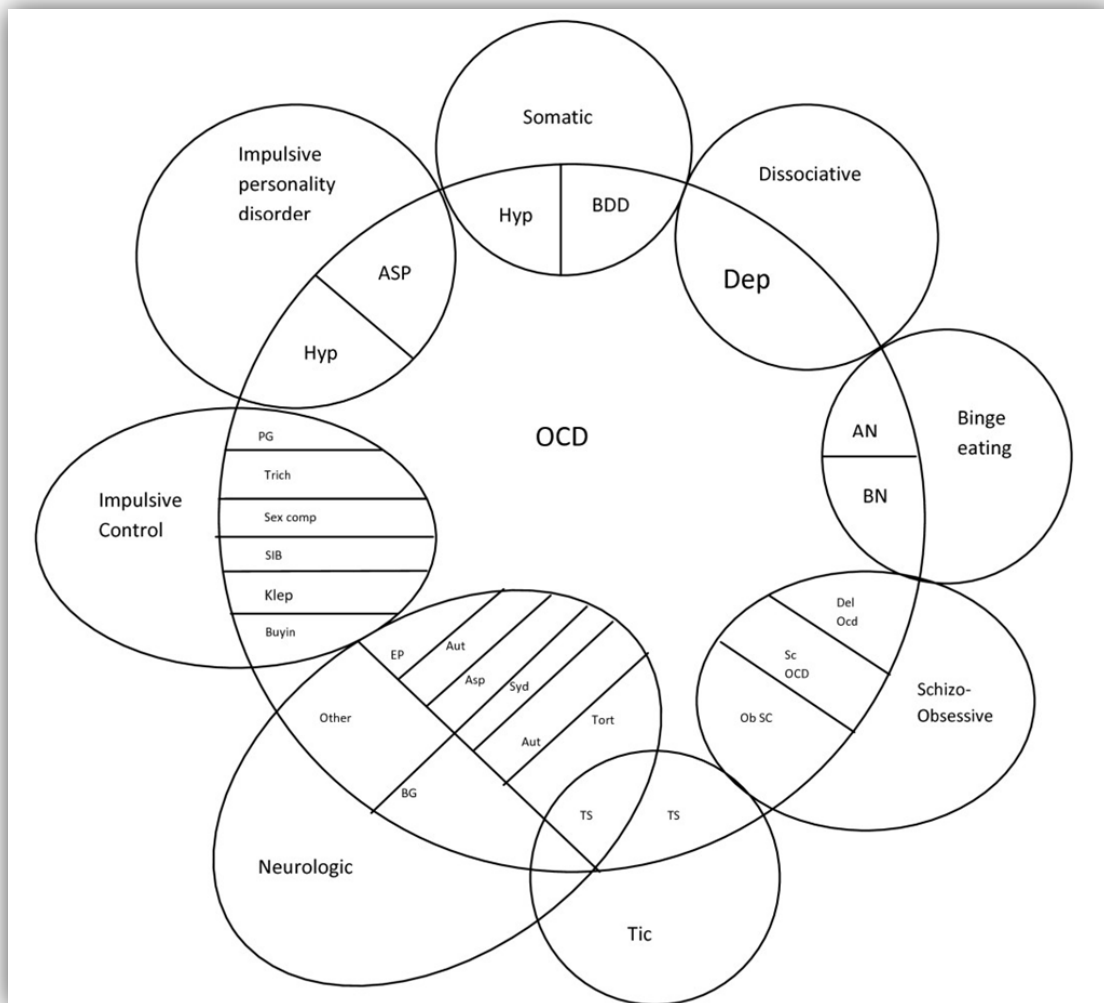 Somatic
Hyp
BDD
Dissociative
Dep
Impulsive
personality
disorder
ASP
Hyp
OCD
Binge
eating
AN
BN
Impulsive
Control
PG
Trich
Sex comp
SIB
Klep
Buyin
Del
Ocd
Sc
OCD
Ob SC
Schizo-
Obsessive
EP
Aut
Asp
Syd
Aut
Tort
Other
BG
Neurologic
TS
TS
Tic